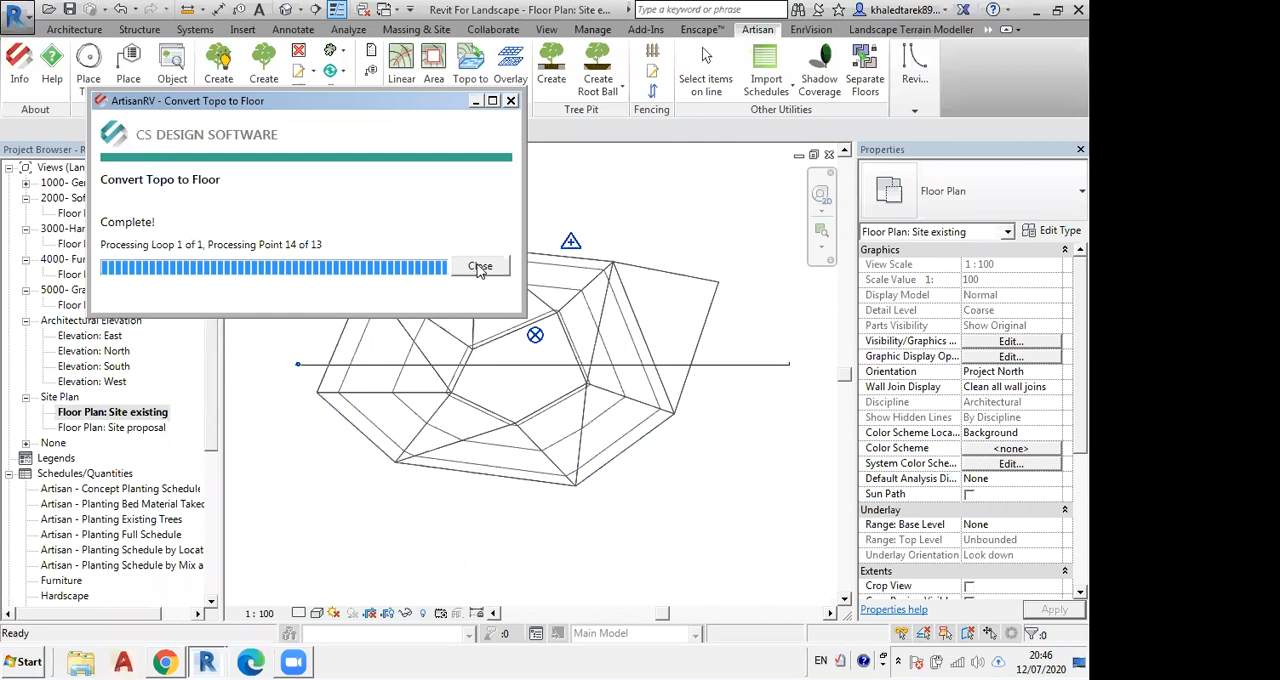 Revit For Landscape - Floor Plan: Site e...
Type a keyword or phrase
khaledtarek89...
Architecture Structure Systems Insert Annotate Analyze Massing & Site Collaborate View Manage Add-Ins Enscape™ Artisan EnVision Landscape Terrain Modeller
Info Help Place Place Object Create Create Linear Area Topo to Overlay Create Create Root Ball Select items on line Import Schedules Shadow Coverage Separate Floors Revi...
About Tree Pit Fencing Other Utilities
ArtisanRV - Convert Topo to Floor
CS DESIGN SOFTWARE
Convert Topo to Floor
Complete!
Processing Loop 1 of 1, Processing Point 14 of 13
Close
Project Browser - R
Views (Lan
1000- Ge
2000- Sof
Floor
3000-Har
Floor
4000- Fur
Floor
5000- Gra
Floor
Architectural Elevation
Elevation: East
Elevation: North
Elevation: South
Elevation: West
Site Plan
Floor Plan: Site existing
Floor Plan: Site proposal
None
Legends
Schedules/Quantities
Artisan - Concept Planting Schedule
Artisan - Planting Bed Material Takec
Artisan - Planting Existing Trees
Artisan - Planting Full Schedule
Artisan - Planting Schedule by Locat
Artisan - Planting Schedule by Mix a
Furniture
Hardscape
2D
Properties
Floor Plan
Floor Plan: Site existing Edit Type
Graphics
View Scale 1 : 100
Scale Value 1: 100
Display Model Normal
Detail Level Coarse
Parts Visibility Show Original
Visibility/Graphics ... Edit...
Graphic Display Op... Edit...
Orientation Project North
Wall Join Display Clean all wall joins
Discipline Architectural
Show Hidden Lines By Discipline
Color Scheme Loca... Background
Color Scheme <none>
System Color Sche... Edit...
Default Analysis Di... None
Sun Path
Underlay
Range: Base Level None
Range: Top Level Unbounded
Underlay Orientation Look down
Extents
Crop View
Properties help Apply
1 : 100
Ready :0 Main Model :0
Start EN 20:46
12/07/2020